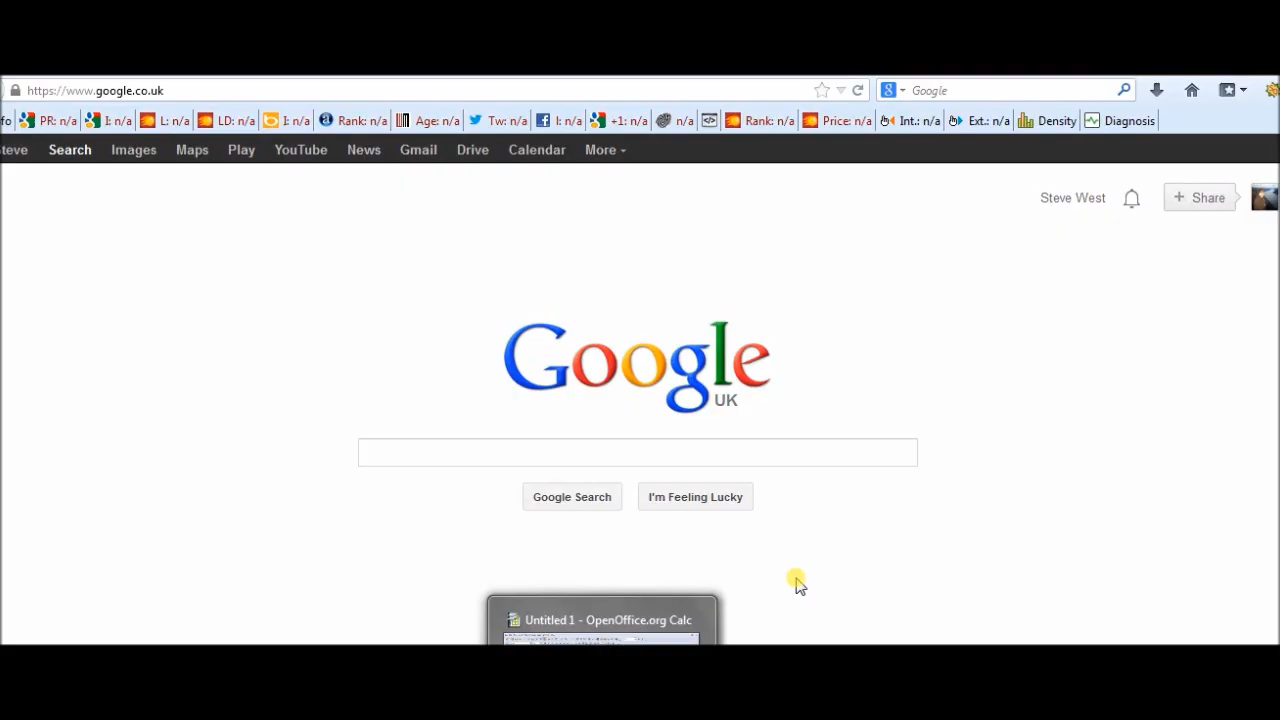 https://www.google.co.uk
Google
fo PR: n/a I: n/a L: n/a LD: n/a I: n/a Rank: n/a Age: n/a Tw: n/a I: n/a +1: n/a n/a Rank: n/a Price: n/a Int.: n/a Ext.: n/a Density Diagnosis
teve Search Images Maps Play YouTube News Gmail Drive Calendar More
Steve West
+ Share
Google
UK
Google Search
I'm Feeling Lucky
Untitled 1 - OpenOffice.org Calc